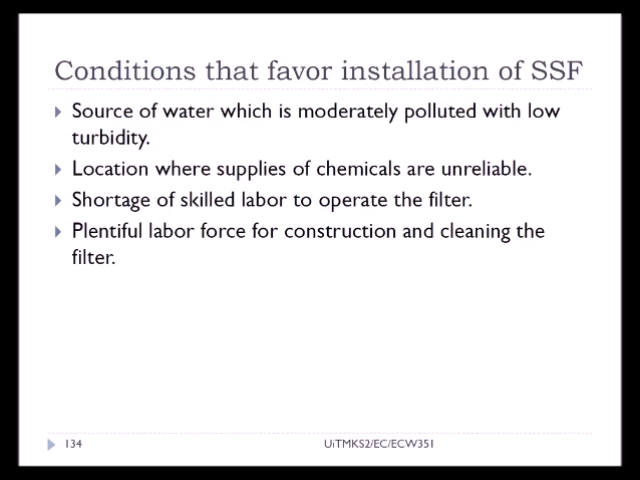 Conditions that favor installation of SSF
Source of water which is moderately polluted with low
turbidity.
Location where supplies of chemicals are unreliable.
Shortage of skilled labor to operate the filter.
Plentiful labor force for construction and cleaning the
filter.
134
UiTMKS2/EC/ECW351